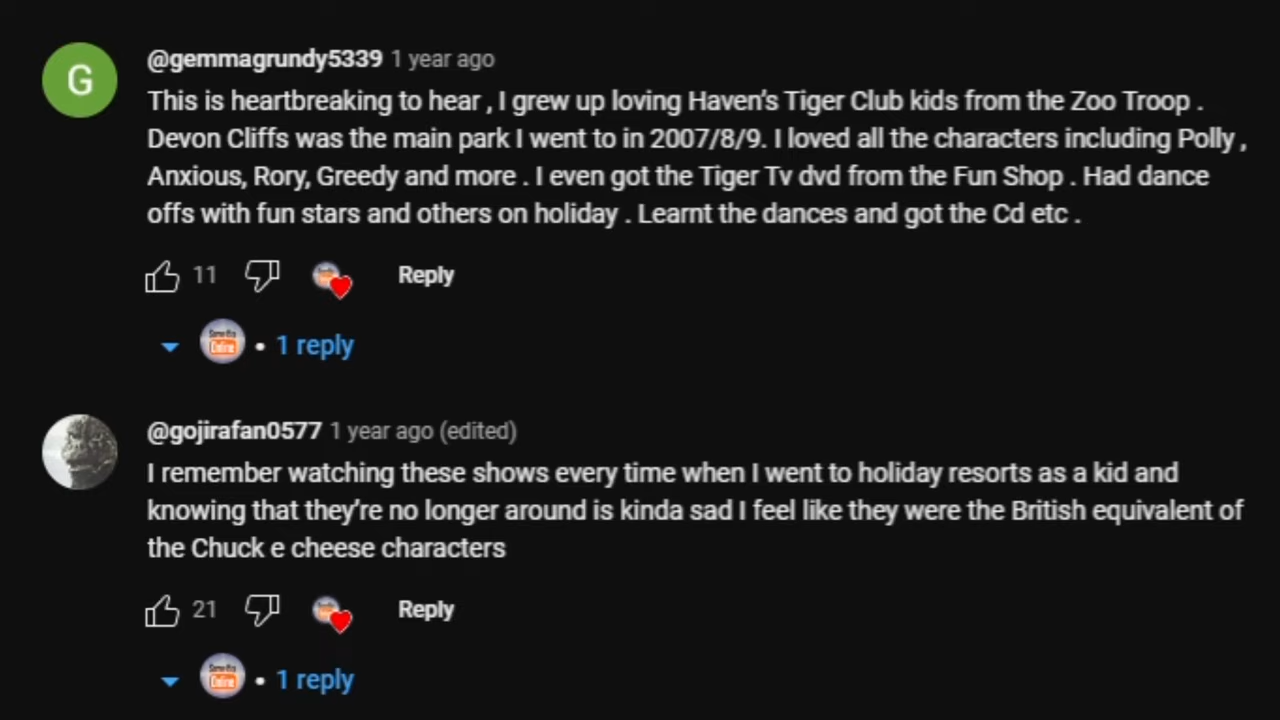 G
@gemmagrundy5339 1 year ago
This is heartbreaking to hear , I grew up loving Haven's Tiger Club kids from the Zoo Troop .
Devon Cliffs was the main park I went to in 2007/8/9. I loved all the characters including Polly ,
Anxious, Rory, Greedy and more . I even got the Tiger Tv dvd from the Fun Shop . Had dance
offs with fun stars and others on holiday . Learnt the dances and got the Cd etc .
11 Reply
Online • 1 reply
@gojirafan0577 1 year ago (edited)
I remember watching these shows every time when I went to holiday resorts as a kid and
knowing that they're no longer around is kinda sad I feel like they were the British equivalent of
the Chuck e cheese characters
21 Reply
Online • 1 reply